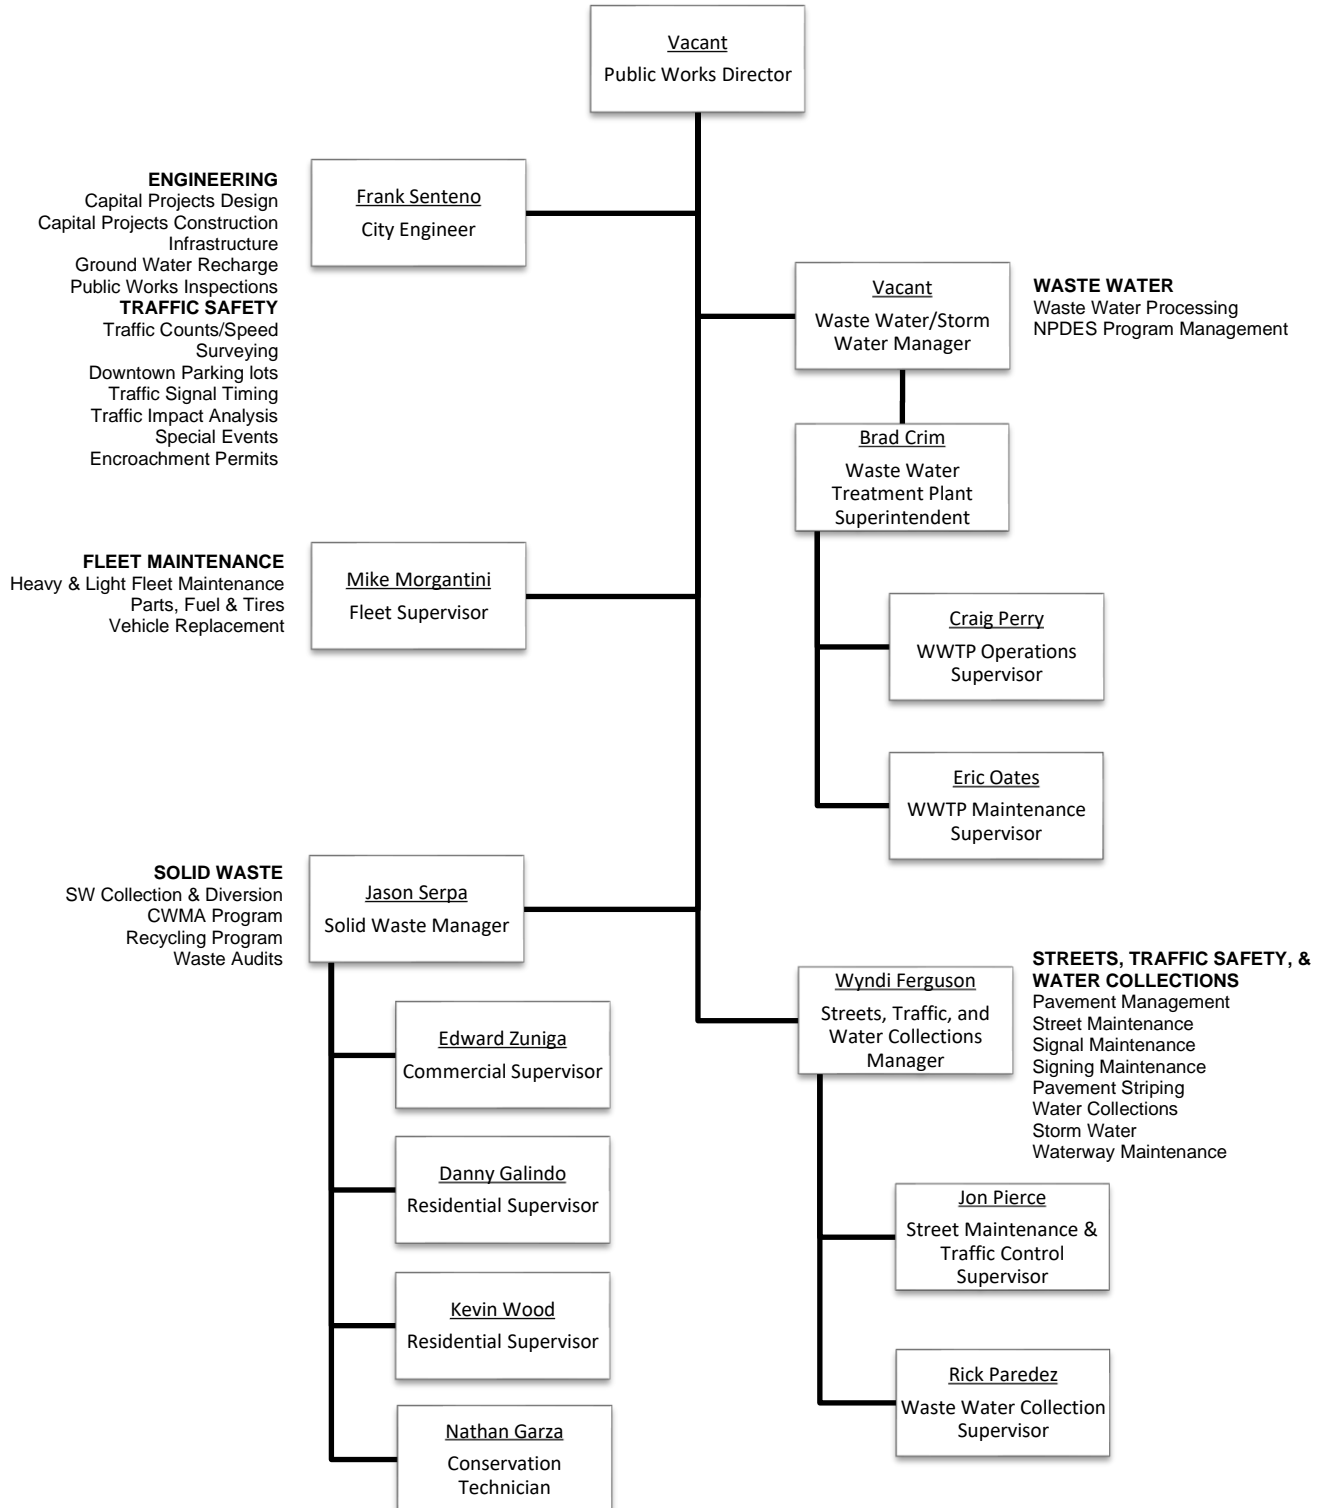 Vacant
Public Works Director
ENGINEERING
Capital Projects Design
Capital Projects Construction
Infrastructure
Ground Water Recharge
Public Works Inspections
TRAFFIC SAFETY
Traffic Counts/Speed
Surveying
Downtown Parking lots
Traffic Signal Timing
Traffic Impact Analysis
Special Events
Encroachment Permits
Frank Senteno
City Engineer
Vacant
Waste Water/Storm
Water Manager
WASTE WATER
Waste Water Processing
NPDES Program Management
Brad Crim
Waste Water
Treatment Plant
Superintendent
FLEET MAINTENANCE
Heavy & Light Fleet Maintenance
Parts, Fuel & Tires
Vehicle Replacement
Mike Morgantini
Fleet Supervisor
Craig Perry
WWTP Operations
Supervisor
Eric Oates
WWTP Maintenance
Supervisor
SOLID WASTE
SW Collection & Diversion
CWMA Program
Recycling Program
Waste Audits
Jason Serpa
Solid Waste Manager
Wyndi Ferguson
Streets, Traffic, and
Water Collections
Manager
STREETS, TRAFFIC SAFETY, &
WATER COLLECTIONS
Pavement Management
Street Maintenance
Signal Maintenance
Signing Maintenance
Pavement Striping
Water Collections
Storm Water
Waterway Maintenance
Edward Zuniga
Commercial Supervisor
Danny Galindo
Residential Supervisor
Jon Pierce
Street Maintenance &
Traffic Control
Supervisor
Kevin Wood
Residential Supervisor
Rick Paredez
Waste Water Collection
Supervisor
Nathan Garza
Conservation
Technician